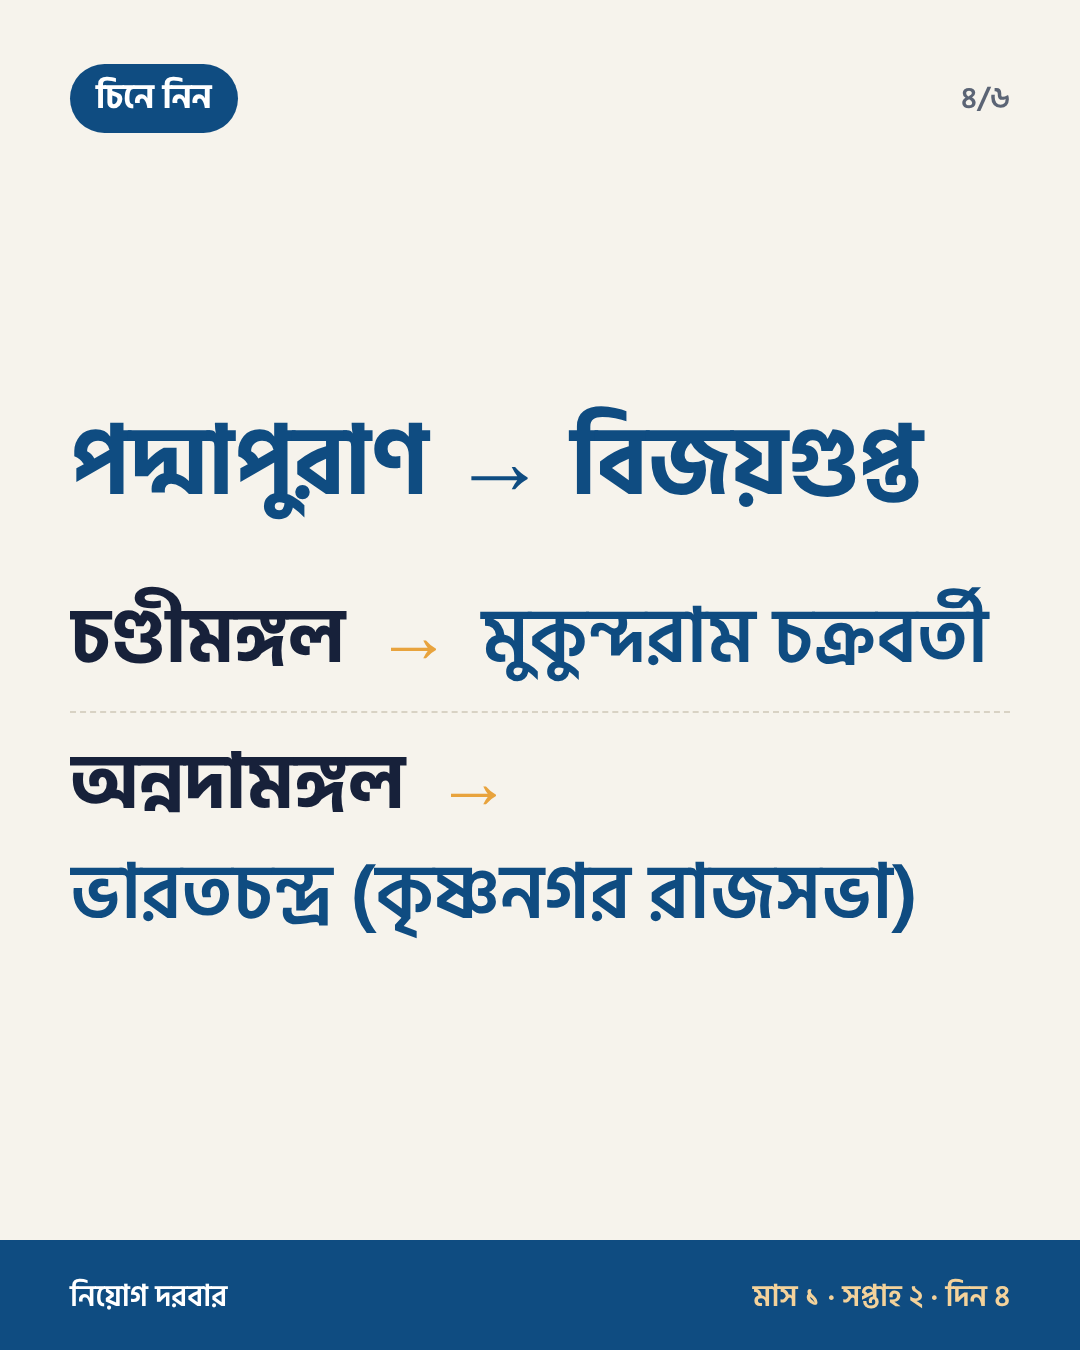 চিনে নিন
৪/৬
পদ্মাপুরাণ → বিজয়গুপ্ত
চণ্ডীমঙ্গল → মুকুন্দরাম চক্রবর্তী
অন্নদামঙ্গল →
ভারতচন্দ্র (কৃষ্ণনগর রাজসভা)
নিয়োগ দরবার
মাস ১ · সপ্তাহ ২ · দিন ৪